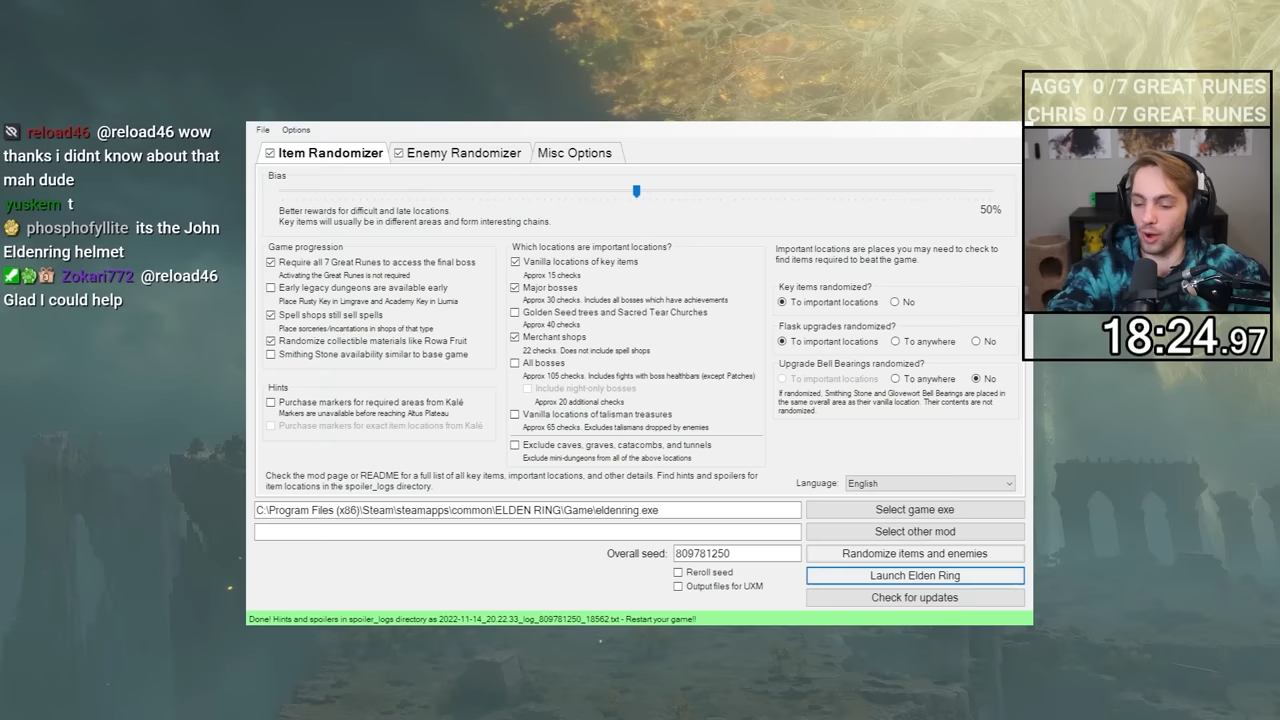 reload46 @reload46 wow
thanks i didnt know about that
mah dude
yuskem t
phosphofyllite its the John
Eldenring helmet
Zokari772 @reload46
Glad I could help
File Options
Item Randomizer Enemy Randomizer Misc Options
Bias
50%
Better rewards for difficult and late locations.
Key items will usually be in different areas and form interesting chains.
Game progression
Require all 7 Great Runes to access the final boss
Activating the Great Runes is not required
Early legacy dungeons are available early
Place Rusty Key in Limgrave and Academy Key in Liurnia
Spell shops still sell spells
Place sorceries/incantations in shops of that type
Randomize collectible materials like Rowa Fruit
Smithing Stone availability similar to base game
Hints
Purchase markers for required areas from Kalé
Markers are unavailable before reaching Altus Plateau
Purchase markers for exact item locations from Kalé
Which locations are important locations?
Vanilla locations of key items
Approx 15 checks
Major bosses
Approx 30 checks. Includes all bosses which have achievements
Golden Seed trees and Sacred Tear Churches
Approx 40 checks
Merchant shops
22 checks. Does not include spell shops
All bosses
Approx 105 checks. Includes fights with boss healthbars (except Patches)
Include night-only bosses
Approx 20 additional checks
Vanilla locations of talisman treasures
Approx 65 checks. Excludes talismans dropped by enemies
Exclude caves, graves, catacombs, and tunnels
Exclude mini-dungeons from all of the above locations
Important locations are places you may need to check to
find items required to beat the game.
Key items randomized?
To important locations No
Flask upgrades randomized?
To important locations To anywhere No
Upgrade Bell Bearings randomized?
To important locations To anywhere No
If randomized, Smithing Stone and Glovewort Bell Bearings are placed in
the same overall area as their vanilla location. Their contents are not
randomized.
Check the mod page or README for a full list of all key items, important locations, and other details. Find hints and spoilers for
item locations in the spoiler_logs directory.
Language: English
C:\Program Files (x86)\Steam\steamapps\common\ELDEN RING\Game\eldenring.exe
Select game exe
Select other mod
Overall seed: 809781250
Randomize items and enemies
Reroll seed
Launch Elden Ring
Output files for UXM
Check for updates
Done! Hints and spoilers in spoiler_logs directory as 2022-11-14_20.22.33_log_809781250_18562.txt - Restart your game!!
AGGY 0 /7 GREAT RUNES
CHRIS 0/7 GREAT RUNES
18:24.97